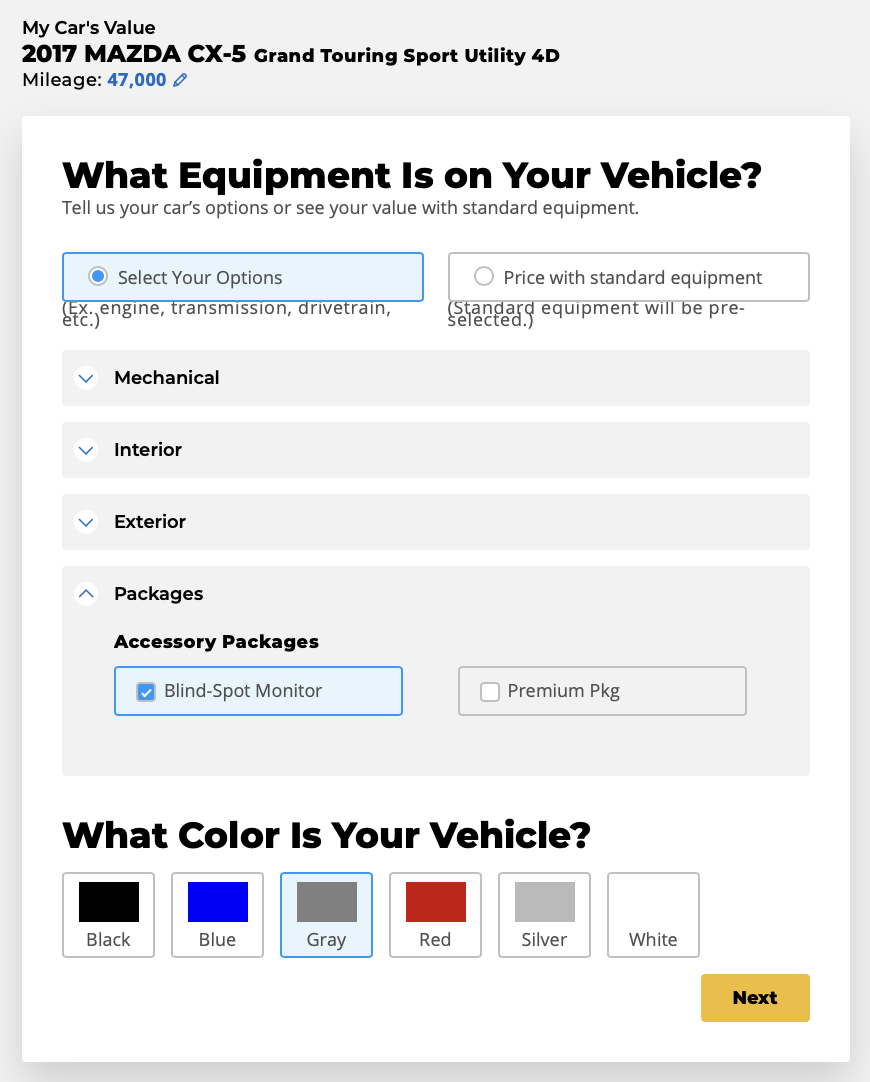 My Car's Value
2017 MAZDA CX-5 Grand Touring Sport Utility 4D
Mileage: 47,000
What Equipment Is on Your Vehicle?
Tell us your car’s options or see your value with standard equipment.
Select Your Options
(Ex. engine, transmission, drivetrain,
etc.)
Price with standard equipment
(Standard equipment will be pre-
selected.)
Mechanical
Interior
Exterior
Packages
Accessory Packages
Blind-Spot Monitor
Premium Pkg
What Color Is Your Vehicle?
Black
Blue
Gray
Red
Silver
White
Next